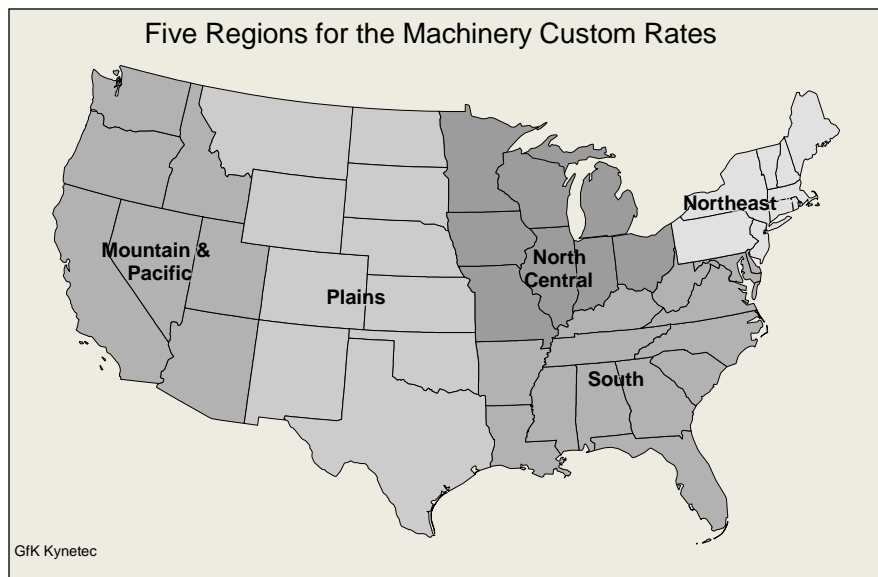 Five Regions for the Machinery Custom Rates
Northeast
Mountain &
Pacific
North
Central
Plains
South
GfK Kynetec